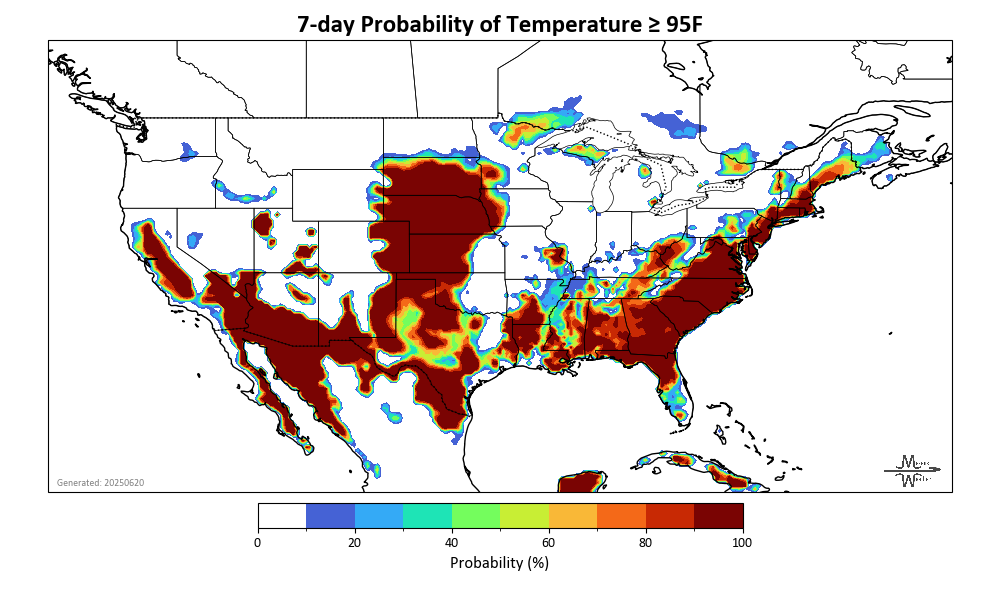 7-day Probability of Temperature ≥ 95F
Generated: 20250620
0 20 40 60 80 100
Probability (%)